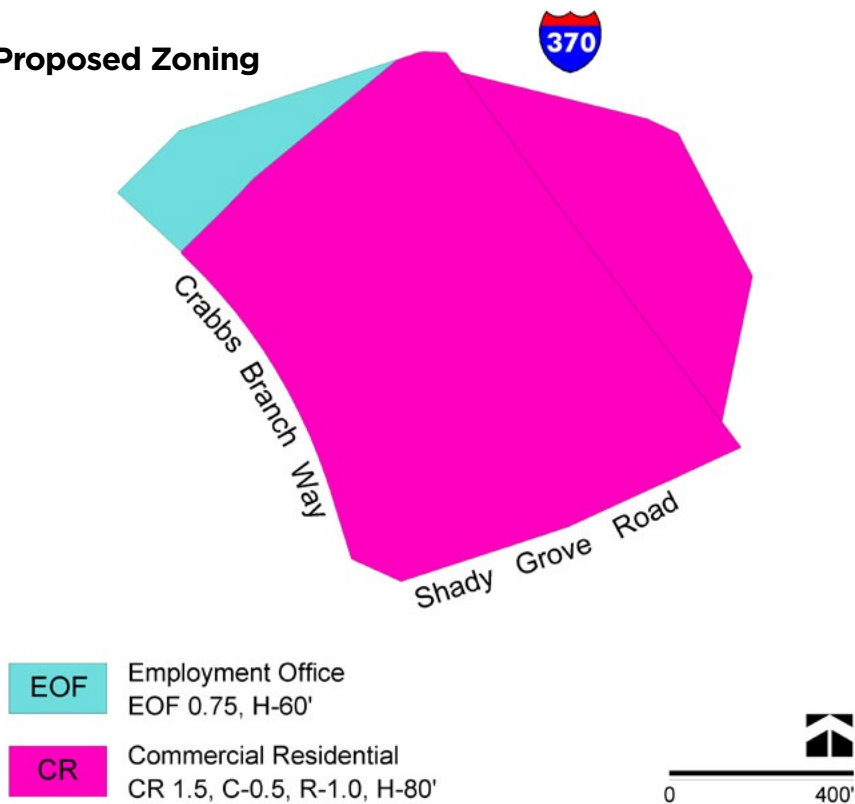 370
Proposed Zoning
Crabbs Branch Way
Shady Grove Road
EOF
Employment Office
EOF 0.75, H-60'
CR
Commercial Residential
CR 1.5, C-0.5, R-1.0, H-80'
0 400'